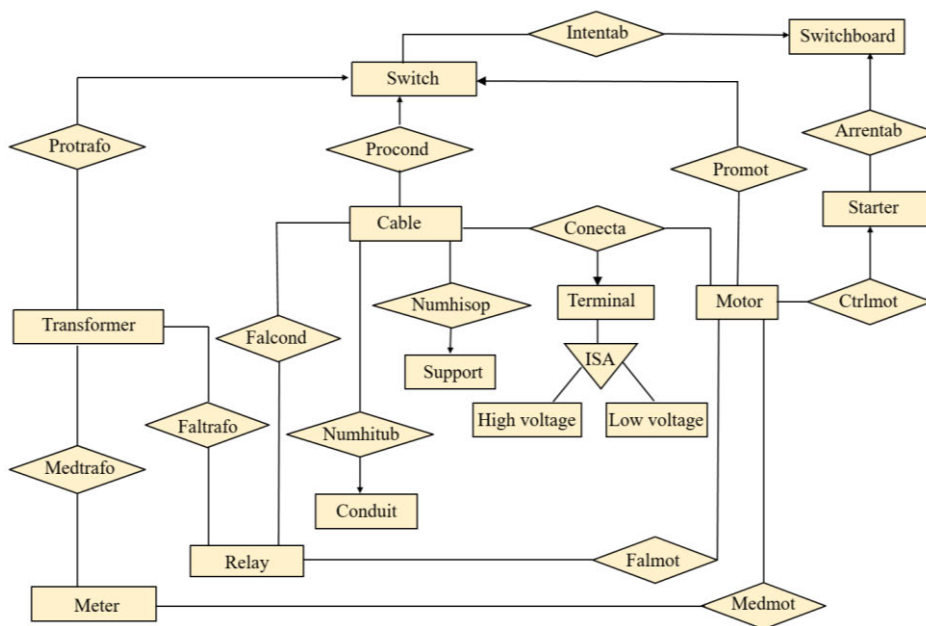 Intentab
Switchboard
Switch
Protrafo
Procond
Arrentab
Promot
Starter
Cable
Conecta
Transformer
Falcond
Numhisop
Terminal
Motor
Ctrlmot
Support
ISA
Faltrafo
High voltage
Low voltage
Numhitub
Medtrafo
Conduit
Relay
Falmot
Meter
Medmot